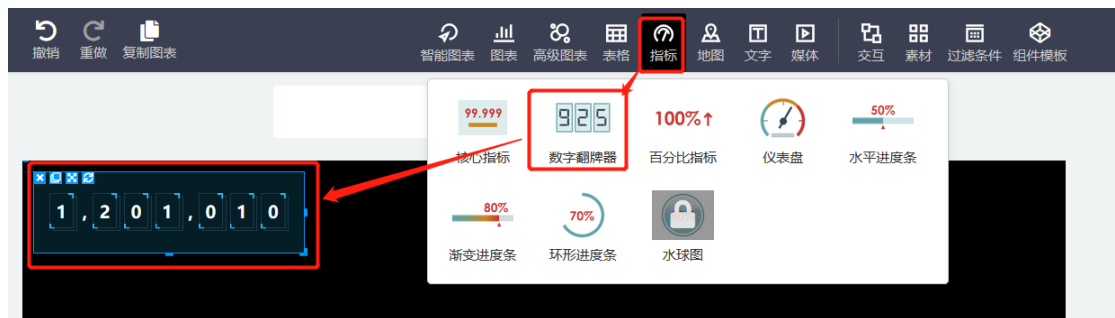 撤销 重做 复制图表 智能图表 图表 高级图表 表格 指标 地图 文字 媒体 交互 素材 过滤条件 组件模板
99.999 925 100%↑ 50%
核心指标 数字翻牌器 百分比指标 仪表盘 水平进度条
1,201,010
80% 70%
渐变进度条 环形进度条 水球图